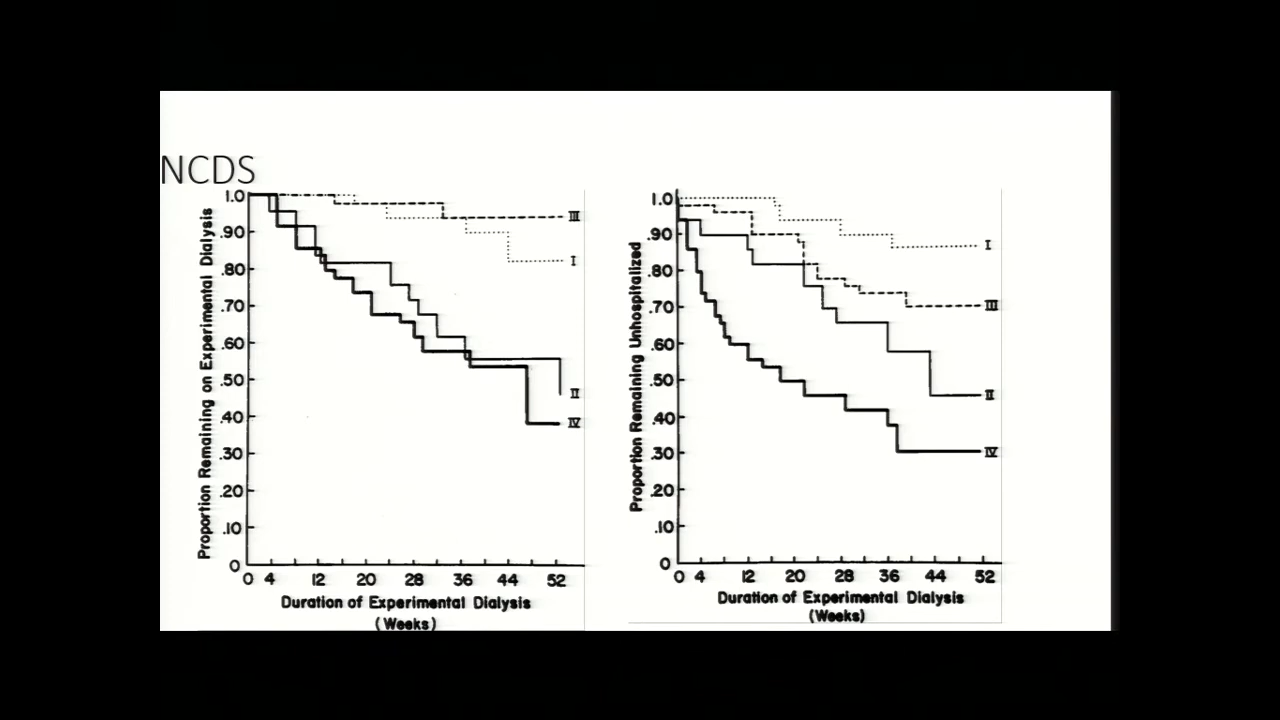 NCDS
Proportion Remaining on Experimental Dialysis
1.0
.90
.80
.70
.60
.50
.40
.30
.20
.10
0
0 4 12 20 28 36 44 52
Duration of Experimental Dialysis
(Weeks)
III
I
II
IV
Proportion Remaining Unhospitalized
1.0
.90
.80
.70
.60
.50
.40
.30
.20
.10
0
0 4 12 20 28 36 44 52
Duration of Experimental Dialysis
(Weeks)
I
III
II
IV